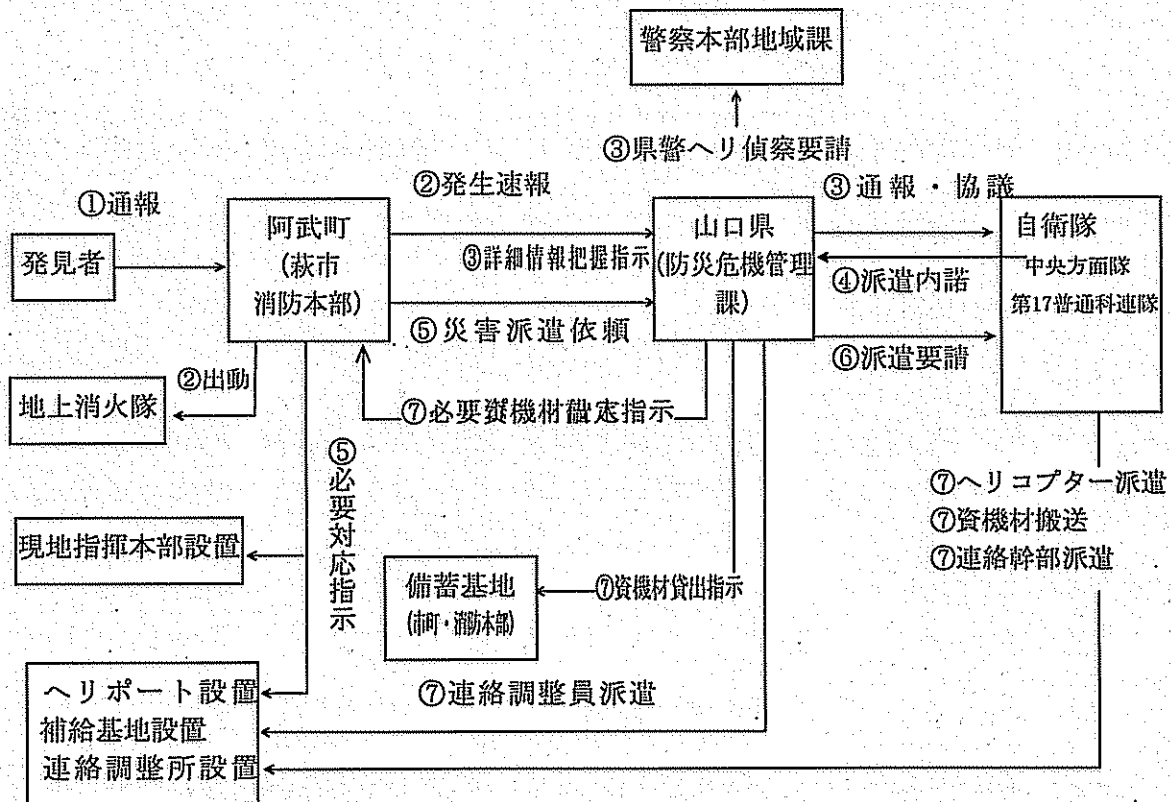 警察本部地域課
③県警ヘリ偵察要請
②発生速報
③通報・協議
①通報
発見者
阿武町
(萩市
消防本部)
③詳細情報把握指示
山口県
(防災危機管理
課)
自衛隊
中央方面隊
第17普通科連隊
④派遣内諾
⑤災害派遣依頼
⑥派遣要請
②出動
地上消火隊
⑦必要資機材
指示
⑤必要対応指示
⑦ヘリコプター派遣
⑦資機材搬送
⑦連絡幹部派遣
現地指揮本部設置
備蓄基地
(市町・消防本部)
⑦資機材貸出指示
ヘリポート設置
補給基地設置
連絡調整所設置
⑦連絡調整員派遣